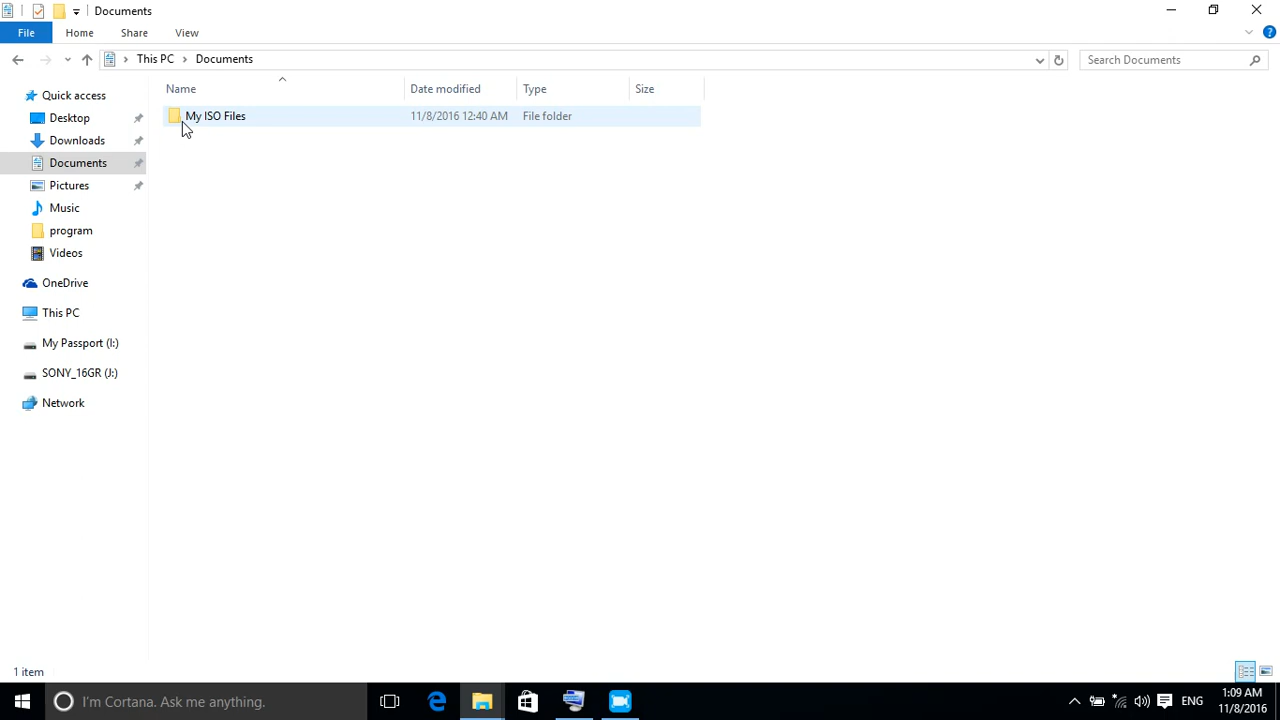 Documents
File Home Share View
This PC Documents Search Documents
Name Date modified Type Size
My ISO Files 11/8/2016 12:40 AM File folder
Quick access
Desktop
Downloads
Documents
Pictures
Music
program
Videos
OneDrive
This PC
My Passport (I:)
SONY_16GR (J:)
Network
1 item
I'm Cortana. Ask me anything.
ENG
1:09 AM
11/8/2016